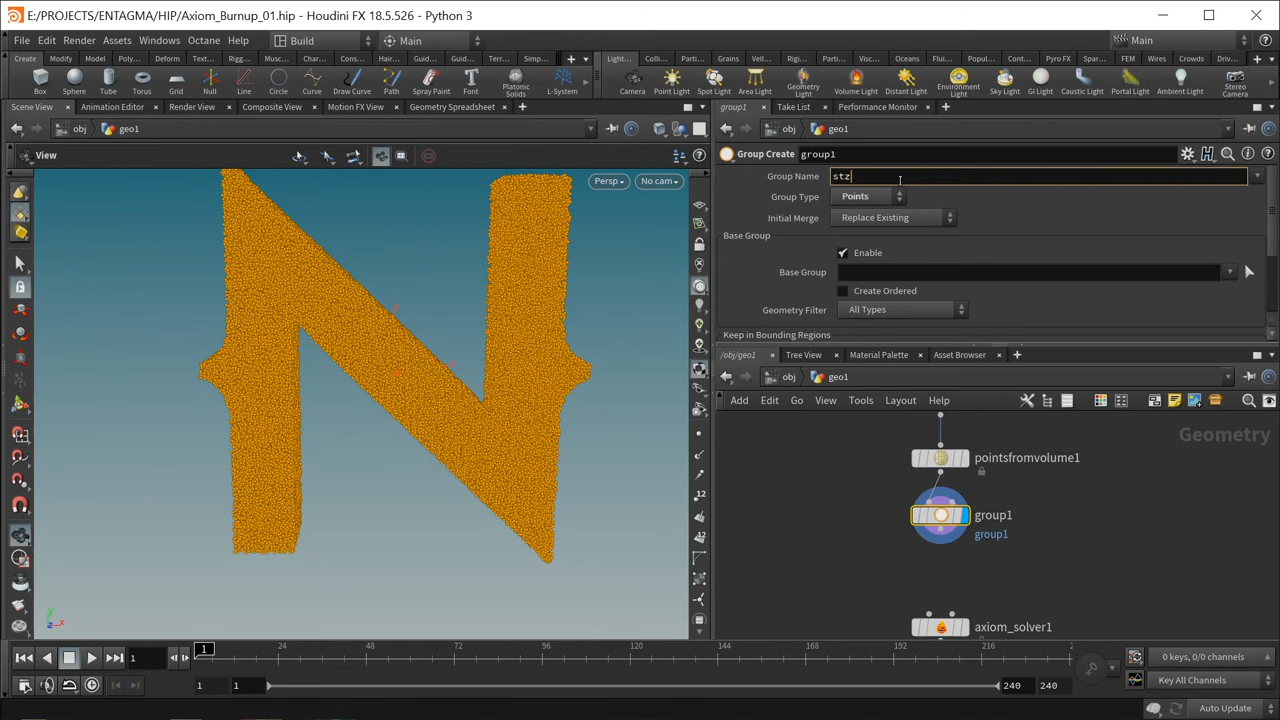 E:/PROJECTS/ENTAGMA/HIP/Axiom_Burnup_01.hip - Houdini FX 18.5.526 - Python 3
File Edit Render Assets Windows Octane Help Build Main Main
Create Modify Model Poly... Deform Text... Rigg... Musc... Char... Cons... Hair... Guid... Guid... Terr... Simp... Light... Colli... Parti... Grains Vell... Rigi... Parti... Visc... Oceans Flui... Popul... Cont... Pyro FX Spar... FEM Wires Crowds Driv...
Box Sphere Tube Torus Grid Null Line Circle Curve Path Spray Paint Font Platonic Solids L-System Camera Point Light Spot Light Area Light Geometry Light Volume Light Distant Light Environment Light Sky Light GI Light Caustic Light Portal Light Ambient Light Stereo Camera
Scene View Animation Editor Render View Composite View Motion FX View Geometry Spreadsheet group1 Take List Performance Monitor
obj geo1 obj geo1
View
Persp No cam
Group Create group1
Group Name stz
Group Type Points
Initial Merge Replace Existing
Base Group
Enable
Base Group
Create Ordered
Geometry Filter All Types
Keep in Bounding Regions
/obj/geo1 Tree View Material Palette Asset Browser
obj geo1
Add Edit Go View Tools Layout Help
Geometry
pointsfromvolume1
group1
group1
axiom_solver1
N
12
12
y
z x
1 1 24 48 72 96 120 144 168 192 216 2
1 1 240 240
0 keys, 0/0 channels
Key All Channels
Auto Update